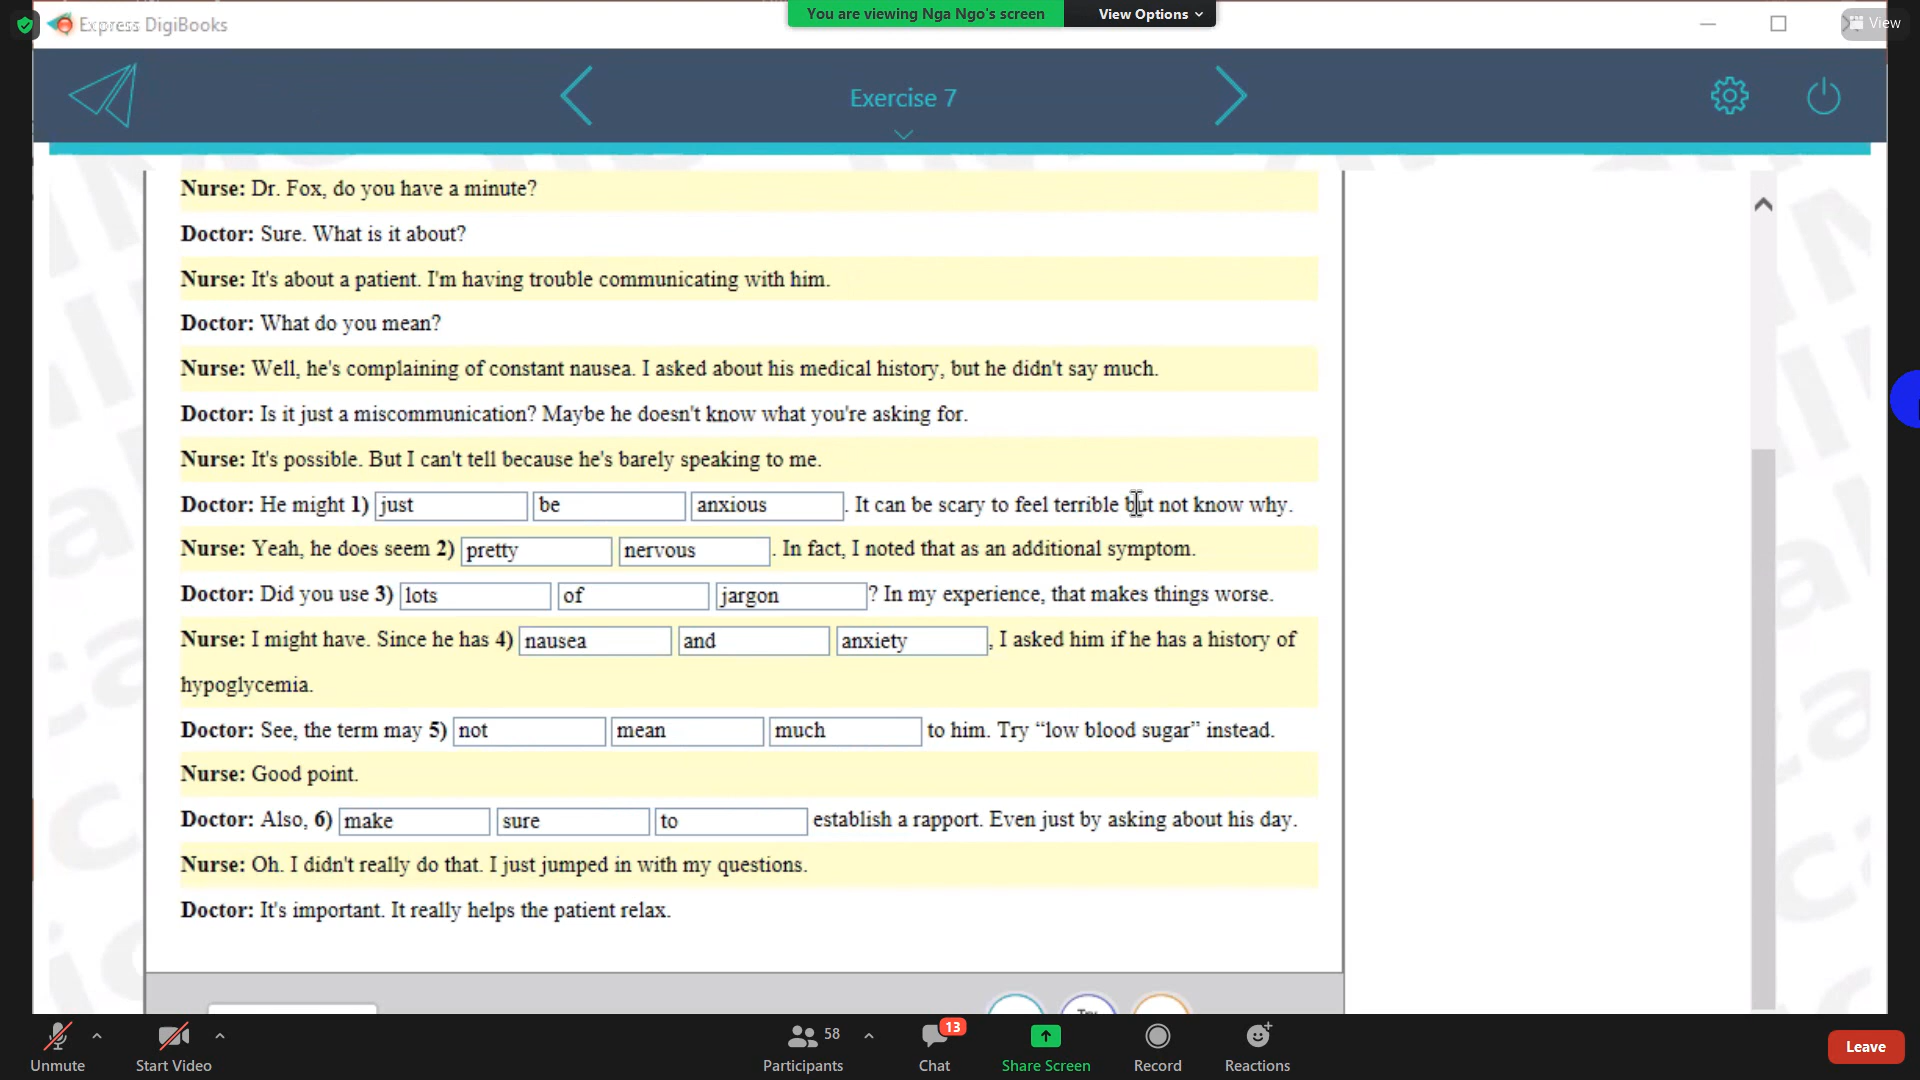 Express DigiBooks
You are viewing Nga Ngo's screen
View Options
View
Exercise 7
Nurse: Dr. Fox, do you have a minute?
Doctor: Sure. What is it about?
Nurse: It's about a patient. I'm having trouble communicating with him.
Doctor: What do you mean?
Nurse: Well, he's complaining of constant nausea. I asked about his medical history, but he didn't say much.
Doctor: Is it just a miscommunication? Maybe he doesn't know what you're asking for.
Nurse: It's possible. But I can't tell because he's barely speaking to me.
Doctor: He might 1) just be anxious. It can be scary to feel terrible but not know why.
Nurse: Yeah, he does seem 2) pretty nervous. In fact, I noted that as an additional symptom.
Doctor: Did you use 3) lots of jargon? In my experience, that makes things worse.
Nurse: I might have. Since he has 4) nausea and anxiety, I asked him if he has a history of
hypoglycemia.
Doctor: See, the term may 5) not mean much to him. Try “low blood sugar” instead.
Nurse: Good point.
Doctor: Also, 6) make sure to establish a rapport. Even just by asking about his day.
Nurse: Oh. I didn't really do that. I just jumped in with my questions.
Doctor: It's important. It really helps the patient relax.
Unmute
Start Video
58
Participants
13
Chat
Share Screen
Record
Reactions
Leave